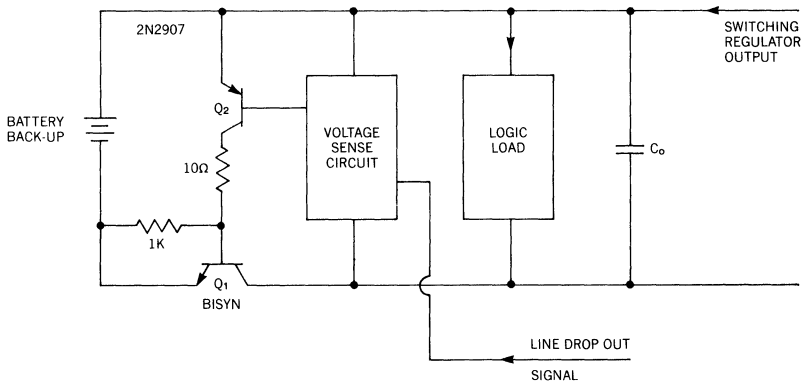 2N2907
SWITCHING
REGULATOR
OUTPUT
BATTERY
BACK-UP
Q2
VOLTAGE
SENSE
CIRCUIT
LOGIC
LOAD
Co
10Ω
1K
Q1
BISYN
LINE DROP OUT
SIGNAL